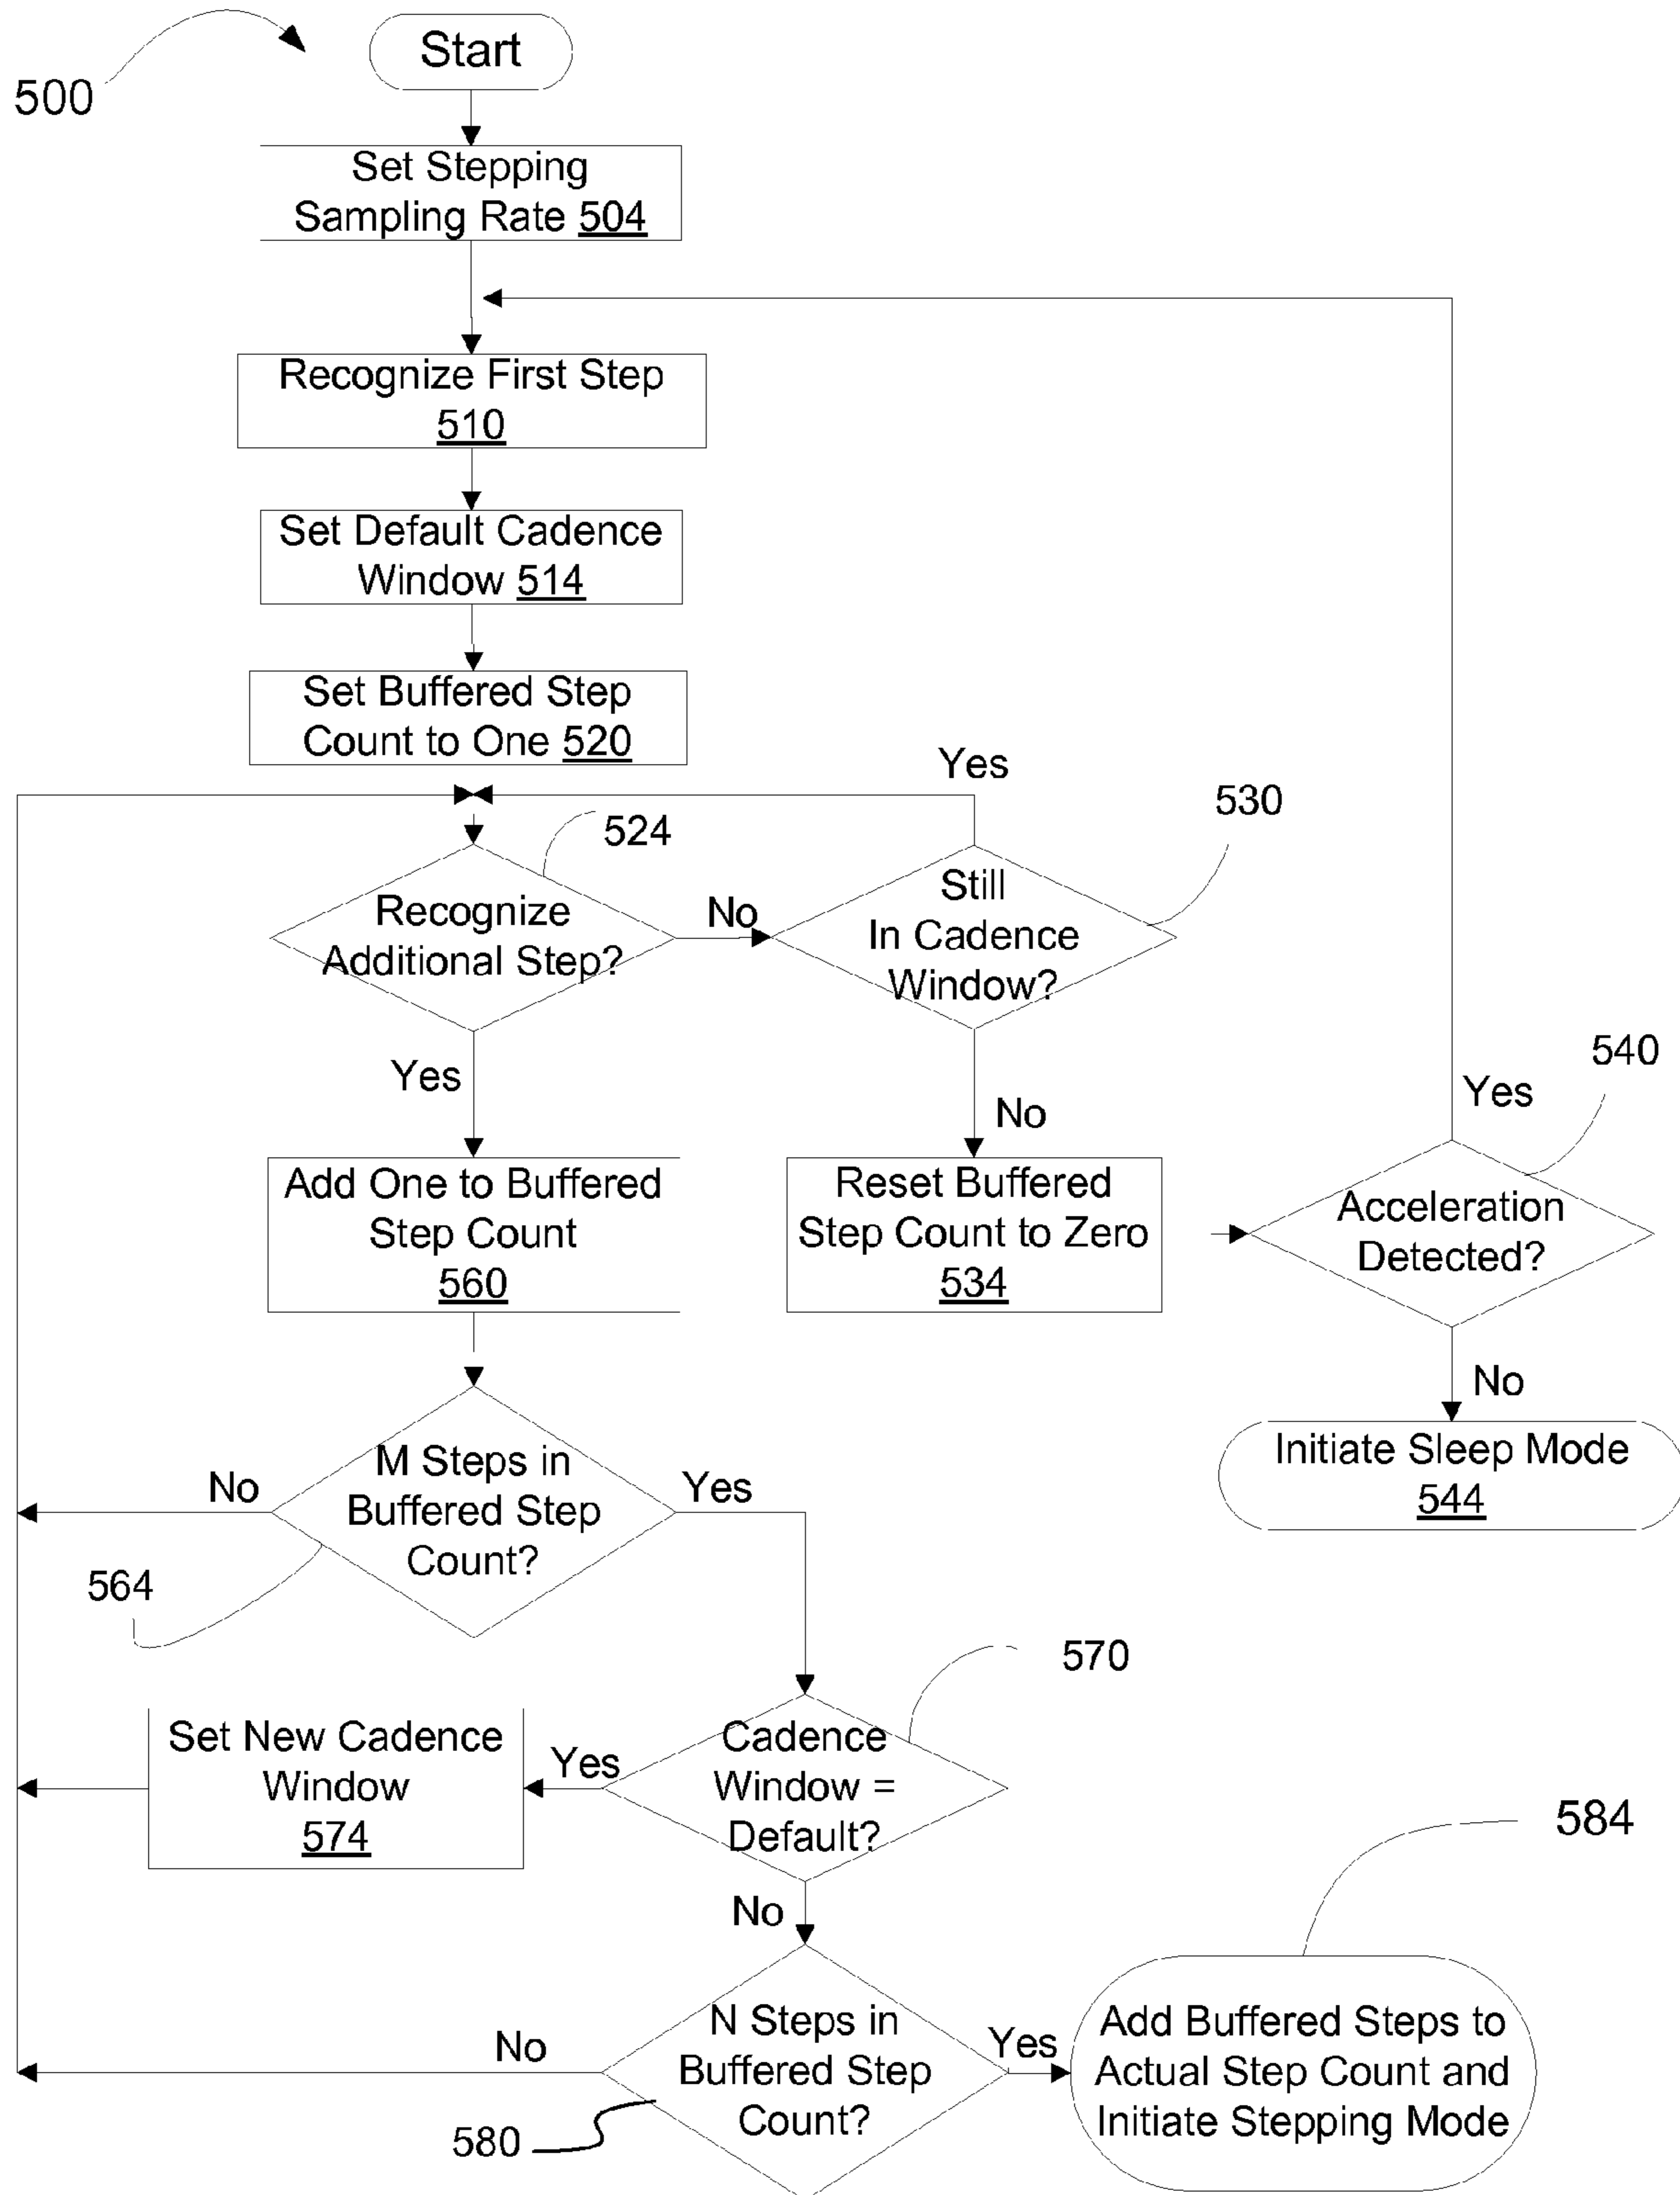 Start
500
Set Stepping
Sampling Rate 504
Recognize First Step
510
Set Default Cadence
Window 514
Set Buffered Step
Count to One 520
Yes
530
524
Recognize
Additional Step?
No
Still
In Cadence
Window?
Yes
No
540
Yes
Add One to Buffered
Step Count
560
Reset Buffered
Step Count to Zero
534
Acceleration
Detected?
No
Initiate Sleep Mode
544
No
M Steps in
Buffered Step
Count?
Yes
564
570
Set New Cadence
Window
574
Yes
Cadence
Window =
Default?
584
No
No
N Steps in
Buffered Step
Count?
Yes
580
Add Buffered Steps to
Actual Step Count and
Initiate Stepping Mode